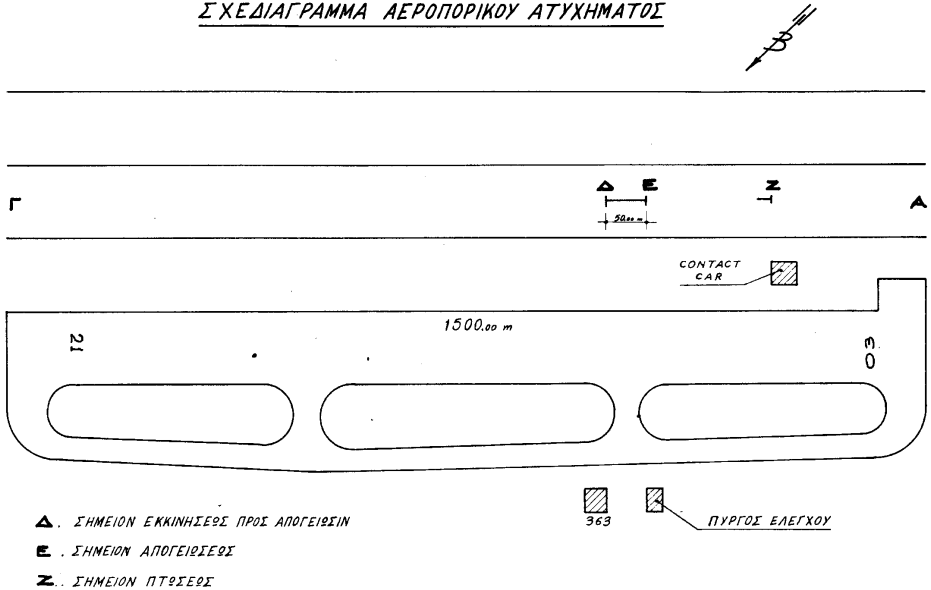 ΣΧΕΔΙΑΓΡΑΜΜΑ ΑΕΡΟΠΟΡΙΚΟΥ ΑΤΥΧΗΜΑΤΟΣ
Β
Δ Ε Ζ
Γ Α
50.00 m
CONTACT
CAR
1500.00 m
21
30
363
ΠΥΡΓΟΣ ΕΛΕΓΧΟΥ
Δ. ΣΗΜΕΙΟΝ ΕΚΚΙΝΗΣΕΩΣ ΠΡΟΣ ΑΠΟΓΕΙΩΣΙΝ
Ε . ΣΗΜΕΙΟΝ ΑΠΟΓΕΙΩΣΕΩΣ
Ζ.. ΣΗΜΕΙΟΝ ΠΤΩΣΕΩΣ